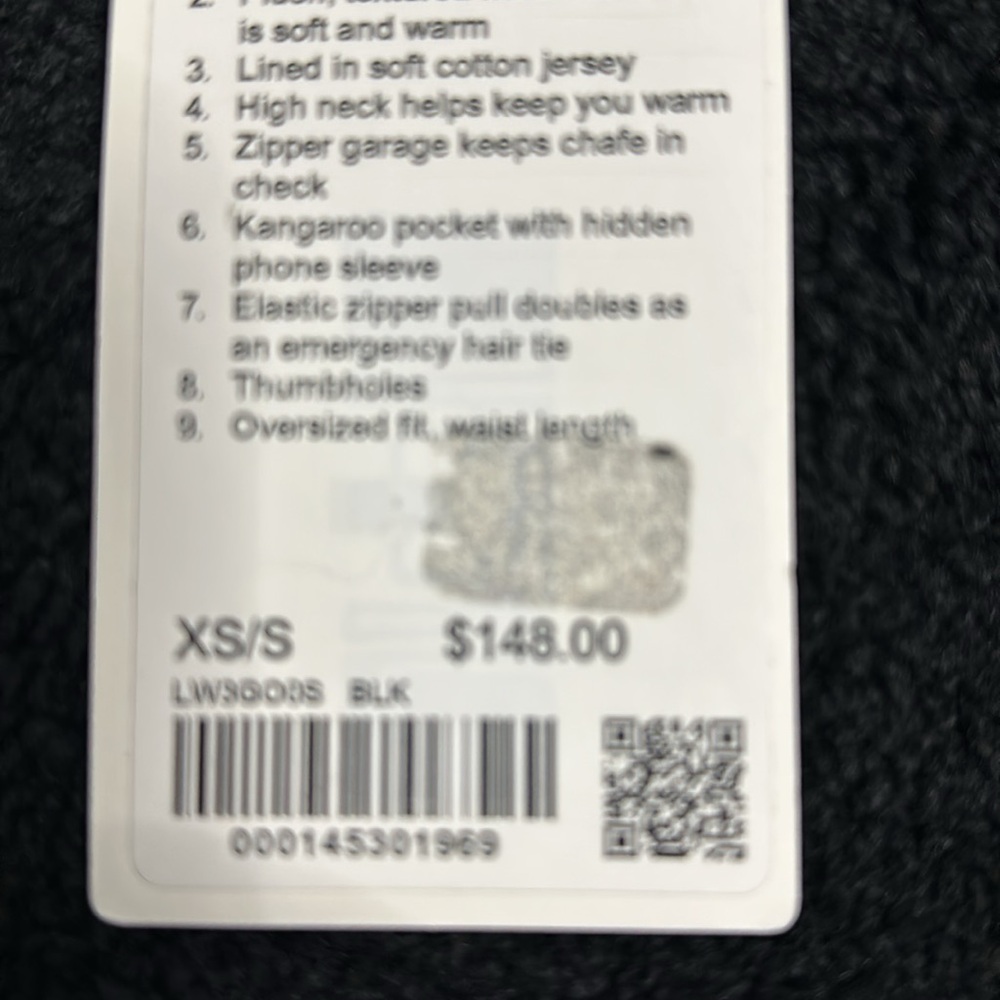 is soft and warm
3. Lined in soft cotton jersey
4. High neck helps keep you warm
5. Zipper garage keeps chafe in
check
6. Kangaroo pocket with hidden
phone sleeve
7. Elastic zipper pull doubles as
an emergency hair tie
8. Thumbholes
9. Oversized fit, waist length
XS/S $148.00
BLK
000145301969